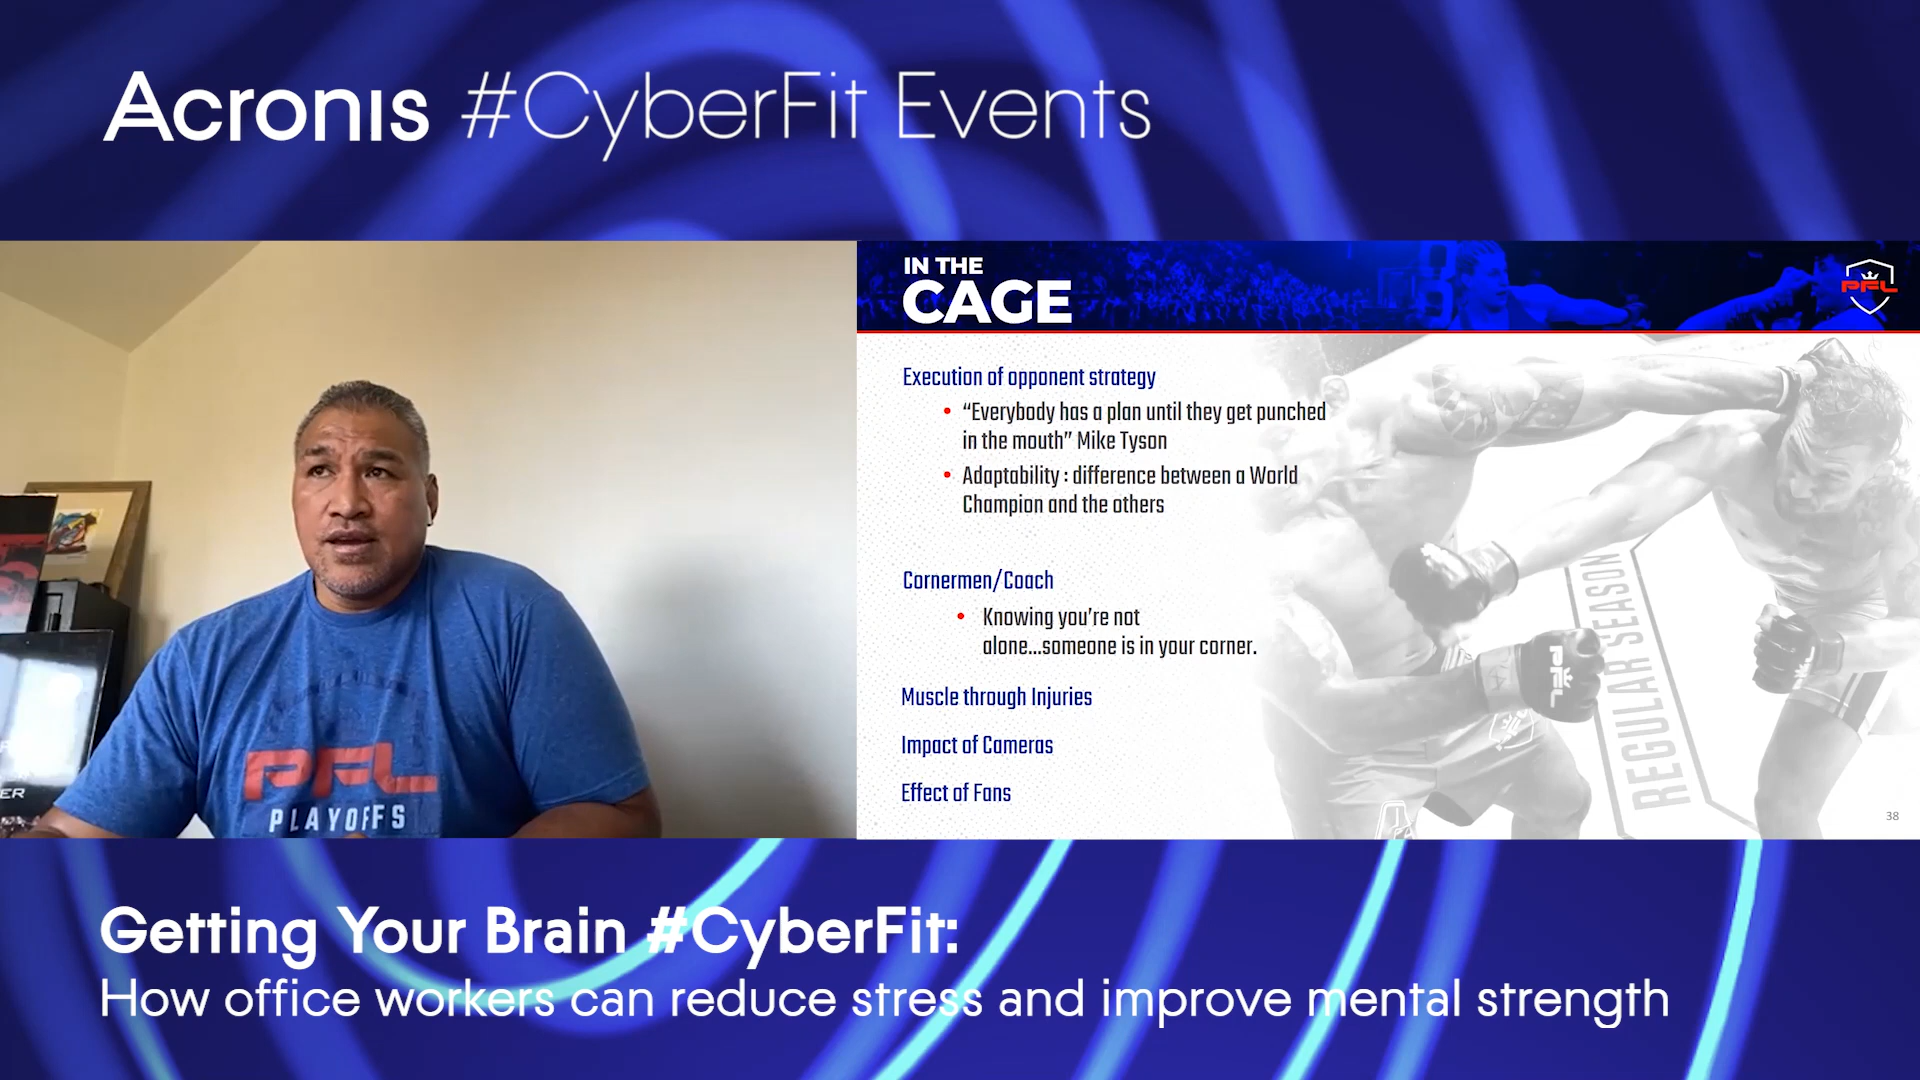 Acronis #CyberFit Events
IN THE
CAGE
PFL
Execution of opponent strategy
“Everybody has a plan until they get punched
in the mouth” Mike Tyson
Adaptability : difference between a World
Champion and the others
Cornermen/Coach
Knowing you’re not
alone...someone is in your corner.
Muscle through Injuries
Impact of Cameras
Effect of Fans
REGULAR SEASON
PFL
38
PFL
PLAYOFFS
ER
Getting Your Brain #CyberFit:
How office workers can reduce stress and improve mental strength